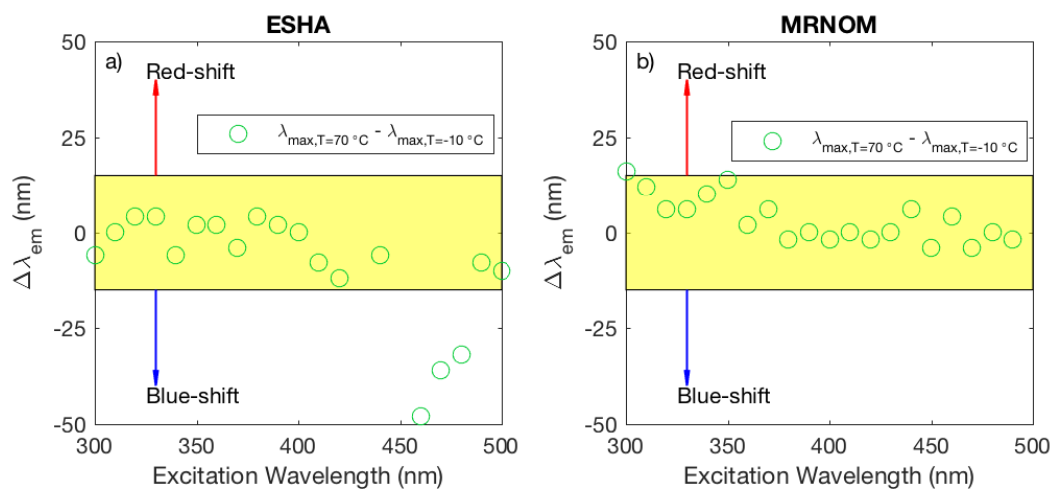 ESHA
50
25
0
-25
-50
300
350
400
450
500
Δλem (nm)
Excitation Wavelength (nm)
a)
Red-shift
λmax,T=70 °C - λmax,T=-10 °C
Blue-shift
MRNOM
50
25
0
-25
-50
300
350
400
450
500
Δλem (nm)
Excitation Wavelength (nm)
b)
Red-shift
λmax,T=70 °C - λmax,T=-10 °C
Blue-shift